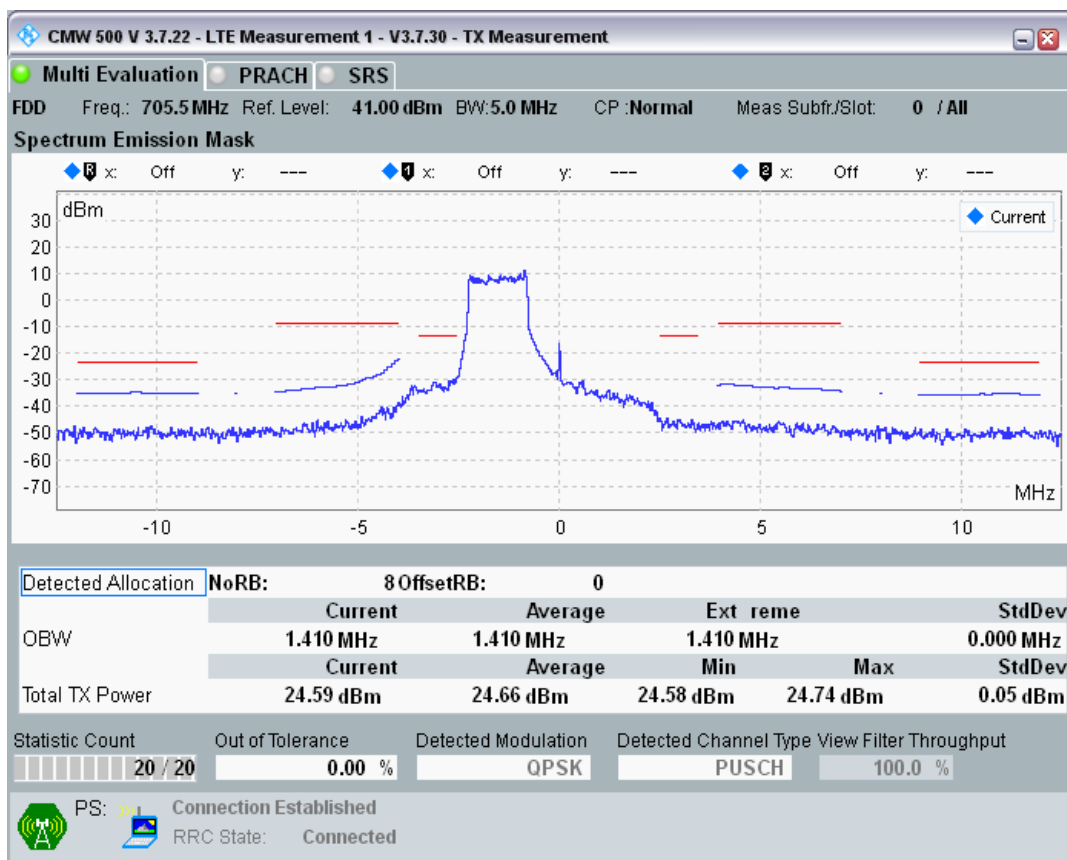 CMW 500 V 3.7.22 - LTE Measurement 1 - V3.7.30 - TX Measurement
Multi Evaluation PRACH SRS
FDD Freq.: 705.5 MHz Ref. Level: 41.00 dBm BW:5.0 MHz CP :Normal Meas Subfr./Slot: 0 / All
Spectrum Emission Mask
R x: Off y: --- 1 x: Off y: --- 2 x: Off y: ---
dBm
Current
30
20
10
0
-10
-20
-30
-40
-50
-60
-70
MHz
-10 -5 0 5 10
Detected Allocation NoRB: 8 OffsetRB: 0
Current Average Ext reme StdDev
OBW 1.410 MHz 1.410 MHz 1.410 MHz 0.000 MHz
Current Average Min Max StdDev
Total TX Power 24.59 dBm 24.66 dBm 24.58 dBm 24.74 dBm 0.05 dBm
Statistic Count Out of Tolerance Detected Modulation Detected Channel Type View Filter Throughput
20 / 20 0.00 % QPSK PUSCH 100.0 %
PS: Connection Established
RRC State: Connected